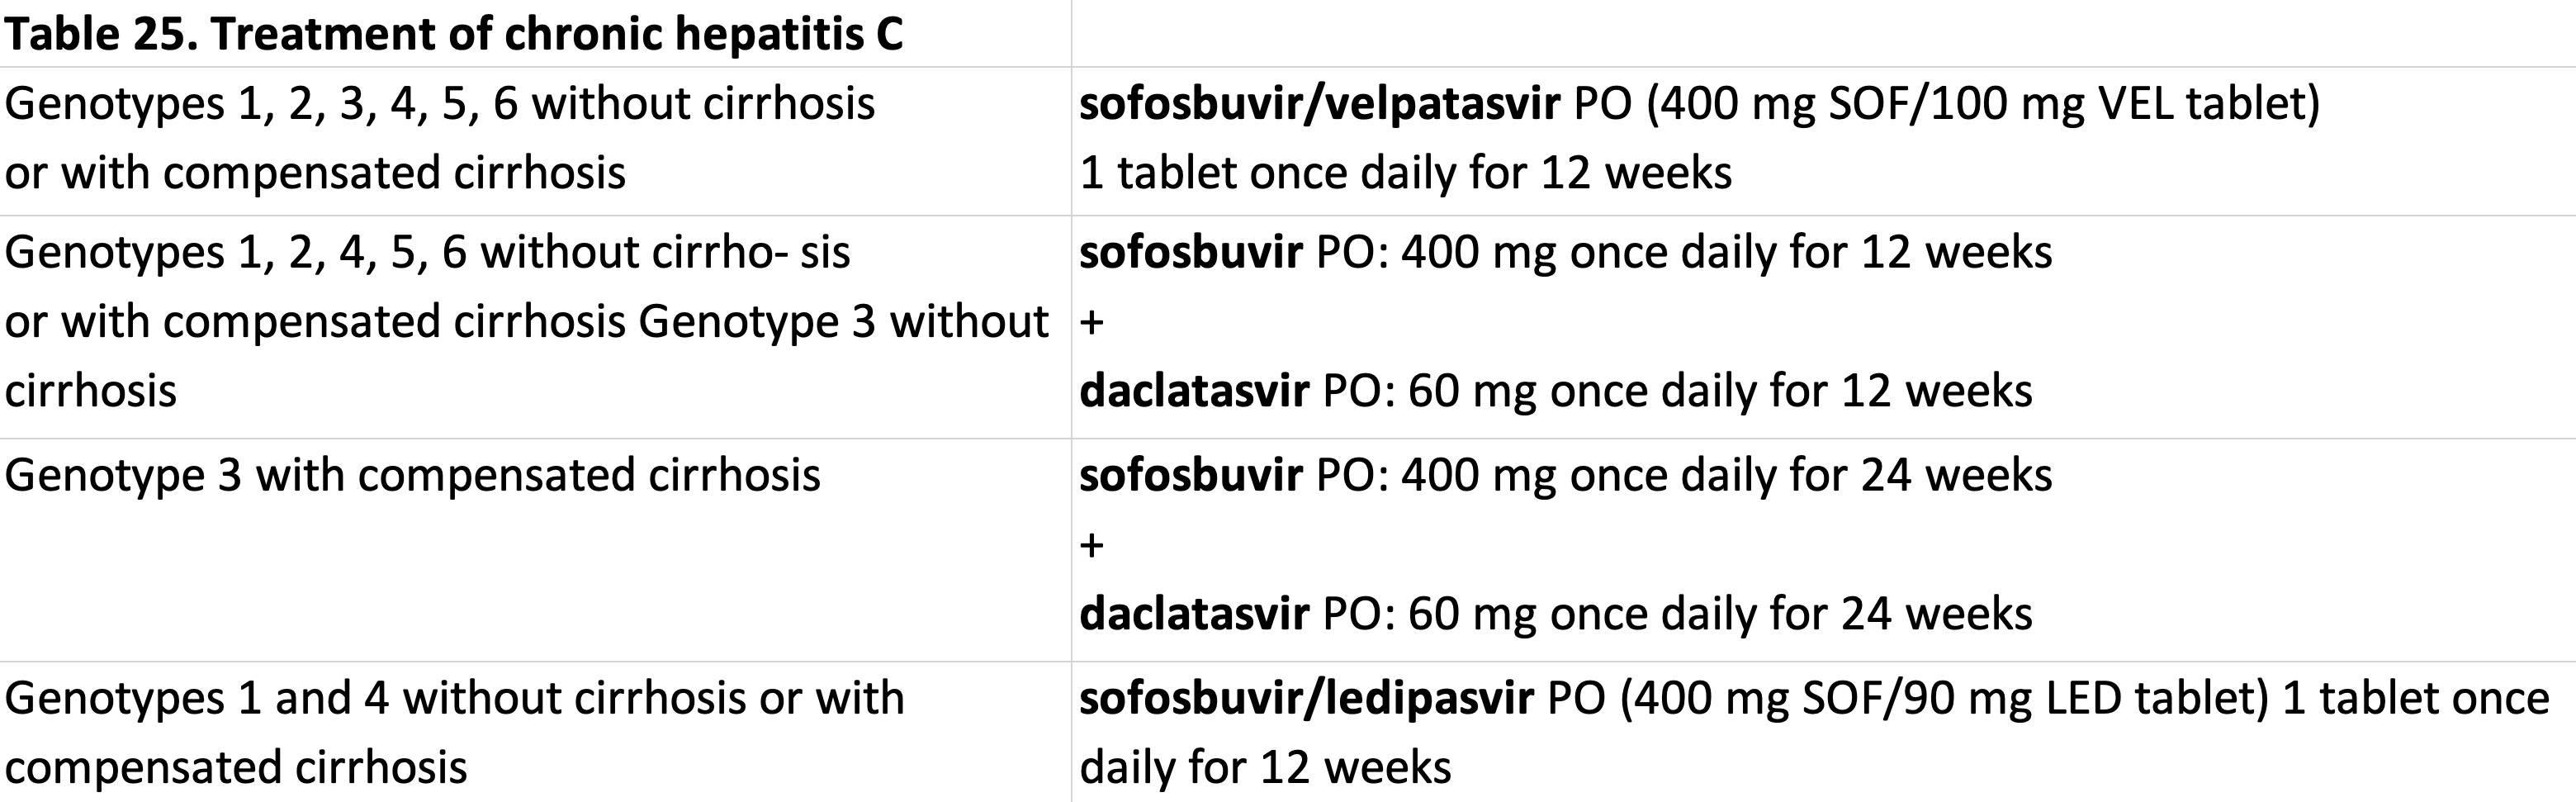 Table 25. Treatment of chronic hepatitis C
Genotypes 1, 2, 3, 4, 5, 6 without cirrhosis
or with compensated cirrhosis
sofosbuvir/velpatasvir PO (400 mg SOF/100 mg VEL tablet)
1 tablet once daily for 12 weeks
Genotypes 1, 2, 4, 5, 6 without cirrho- sis
or with compensated cirrhosis Genotype 3 without
cirrhosis
sofosbuvir PO: 400 mg once daily for 12 weeks
+
daclatasvir PO: 60 mg once daily for 12 weeks
Genotype 3 with compensated cirrhosis
sofosbuvir PO: 400 mg once daily for 24 weeks
+
daclatasvir PO: 60 mg once daily for 24 weeks
Genotypes 1 and 4 without cirrhosis or with
compensated cirrhosis
sofosbuvir/ledipasvir PO (400 mg SOF/90 mg LED tablet) 1 tablet once
daily for 12 weeks